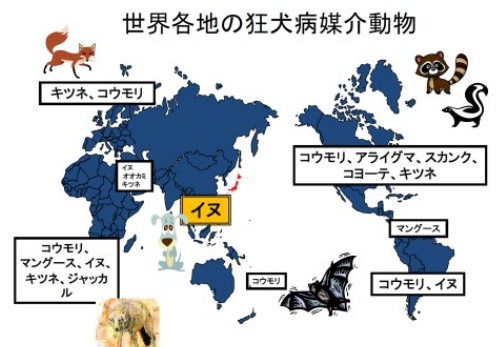 世界各地の狂犬病媒介動物
キツネ、コウモリ
イヌ
オオカミ
キツネ
イヌ
コウモリ、アライグマ、スカンク、
コヨーテ、キツネ
マングース
コウモリ、
マングース、イヌ、
キツネ、ジャッカ
ル
コウモリ
コウモリ、イヌ